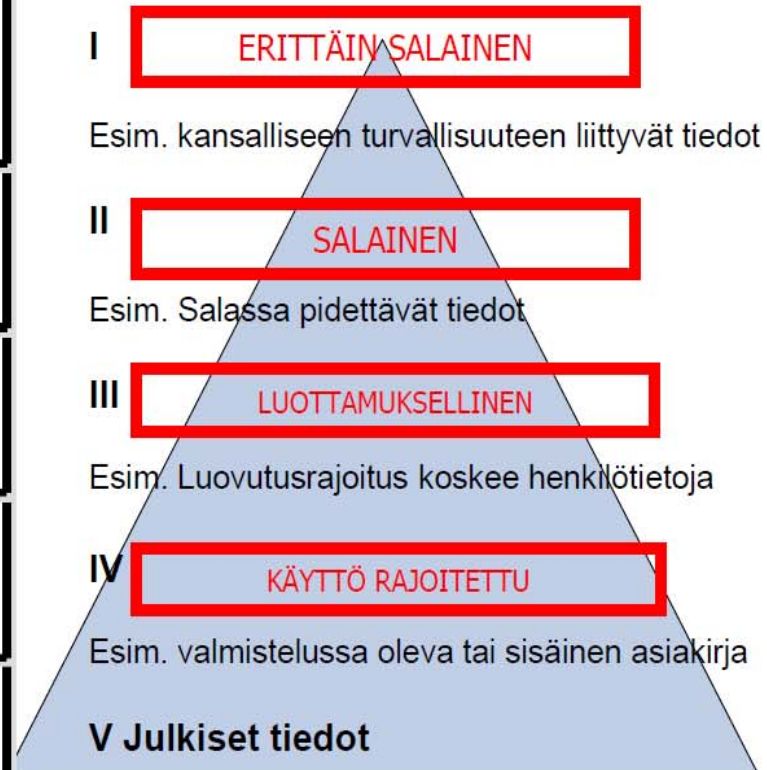 I ERITTÄIN SALAINEN
Esim. kansalliseen turvallisuuteen liittyvät tiedot
II SALAINEN
Esim. Salassa pidettävät tiedot
III LUOTTAMUKSELLINEN
Esim. Luovutusrajoitus koskee henkilötietoja
IV KÄYTTÖ RAJOITETTU
Esim. valmistelussa oleva tai sisäinen asiakirja
V Julkiset tiedot